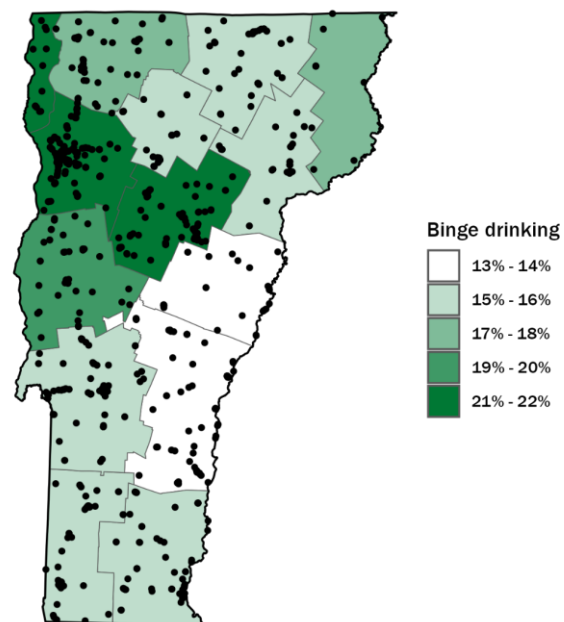 Binge drinking
13% - 14%
15% - 16%
17% - 18%
19% - 20%
21% - 22%